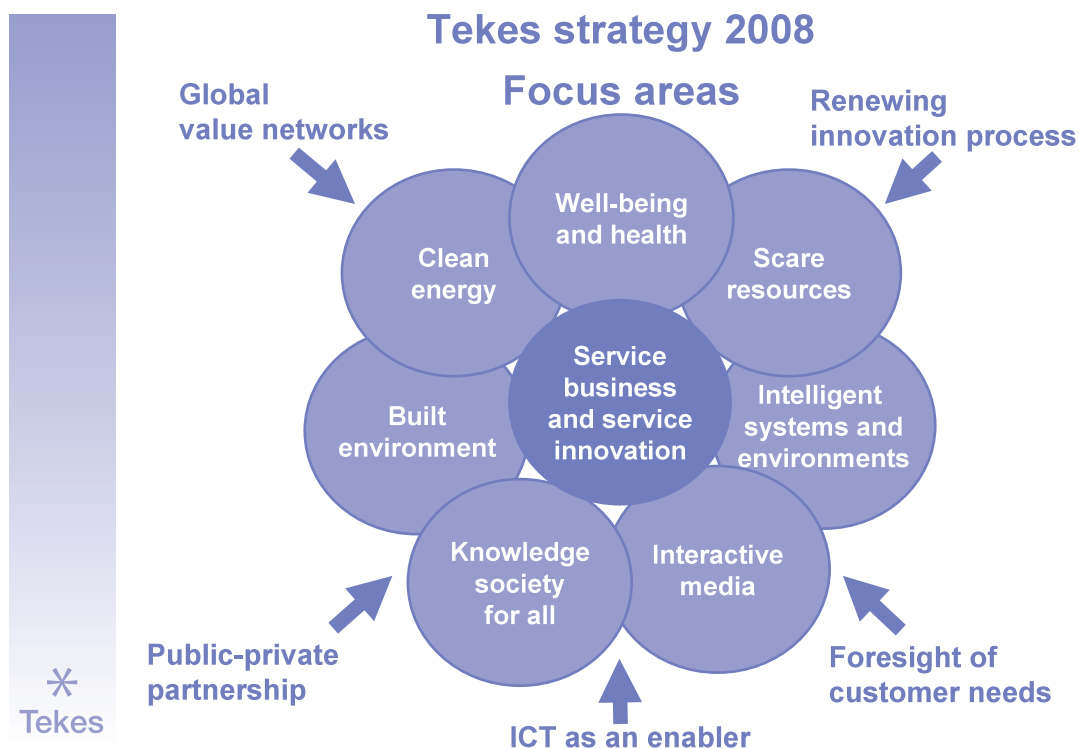 Tekes strategy 2008
Focus areas
Global
value networks
Renewing
innovation process
Well-being
and health
Clean
energy
Scare
resources
Service
business
and service
innovation
Built
environment
Intelligent
systems and
environments
Knowledge
society
for all
Interactive
media
Public-private
partnership
Foresight of
customer needs
ICT as an enabler
Tekes